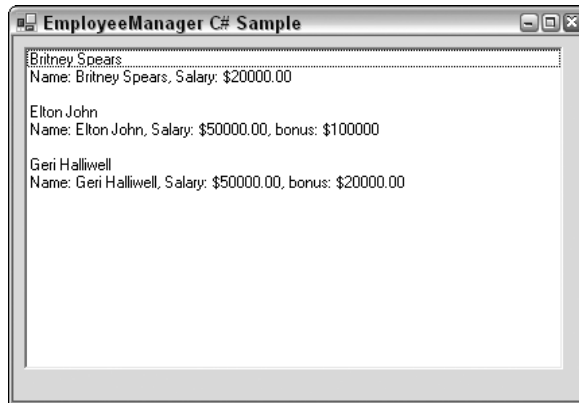 EmployeeManager C# Sample
Britney Spears
Name: Britney Spears, Salary: $20000.00
Elton John
Name: Elton John, Salary: $50000.00, bonus: $100000
Geri Halliwell
Name: Geri Halliwell, Salary: $50000.00, bonus: $20000.00